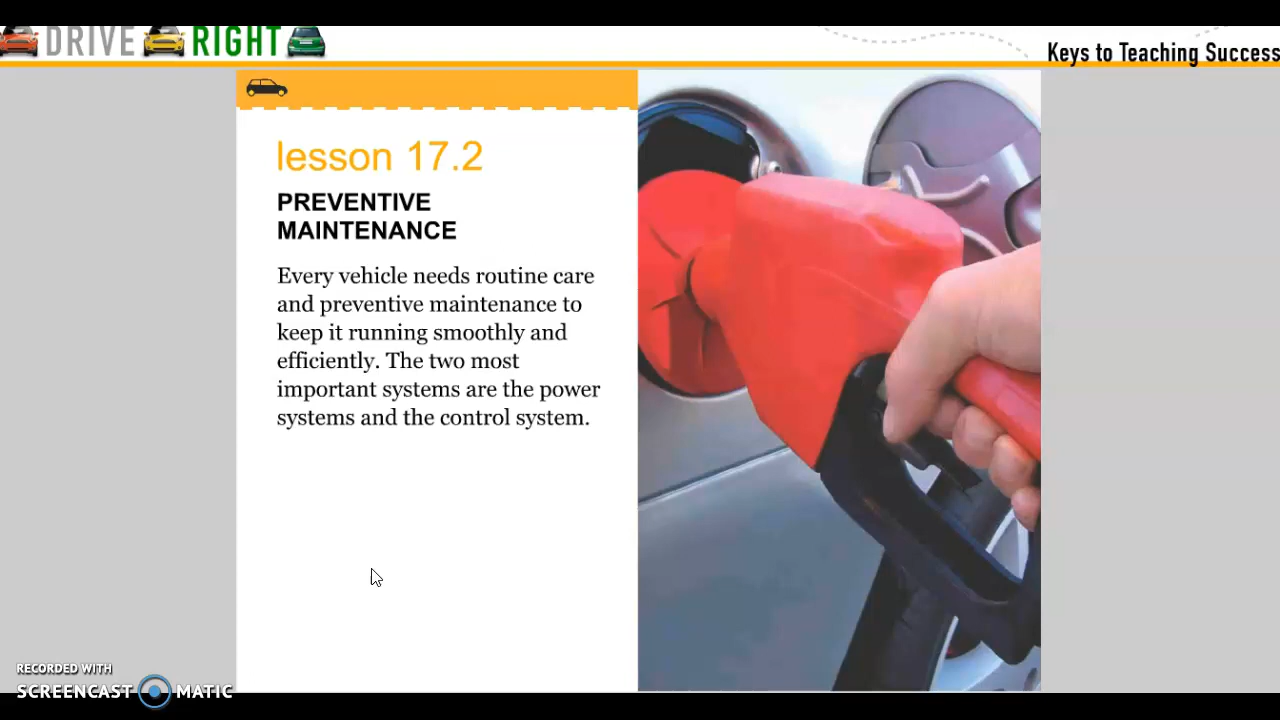 DRIVE RIGHT
Keys to Teaching Success
lesson 17.2
PREVENTIVE
MAINTENANCE
Every vehicle needs routine care
and preventive maintenance to
keep it running smoothly and
efficiently. The two most
important systems are the power
systems and the control system.
RECORDED WITH
SCREENCAST MATIC